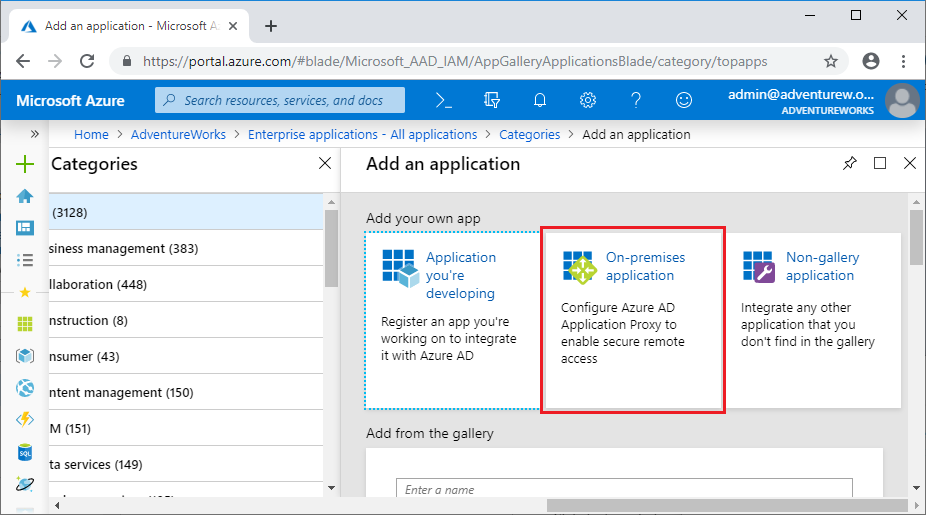 Add an application - Microsoft Az
https://portal.azure.com/#blade/Microsoft_AAD_IAM/AppGalleryApplicationsBlade/category/topapps
Microsoft Azure
Search resources, services, and docs
admin@adventurew o...
ADVENTUREWORKS
Home > AdventureWorks > Enterprise applications - All applications > Categories > Add an application
Categories
(3128)
siness management (383)
llaboration (448)
nstruction (8)
nsumer (43)
ntent management (150)
M (151)
ta services (149)
Add an application
Add your own app
Application
you're
developing
Register an app you're
working on to integrate
it with Azure AD
On-premises
application
Configure Azure AD
Application Proxy to
enable secure remote
access
Non-gallery
application
Integrate any other
application that you
don't find in the gallery
Add from the gallery
Enter a name
SQL